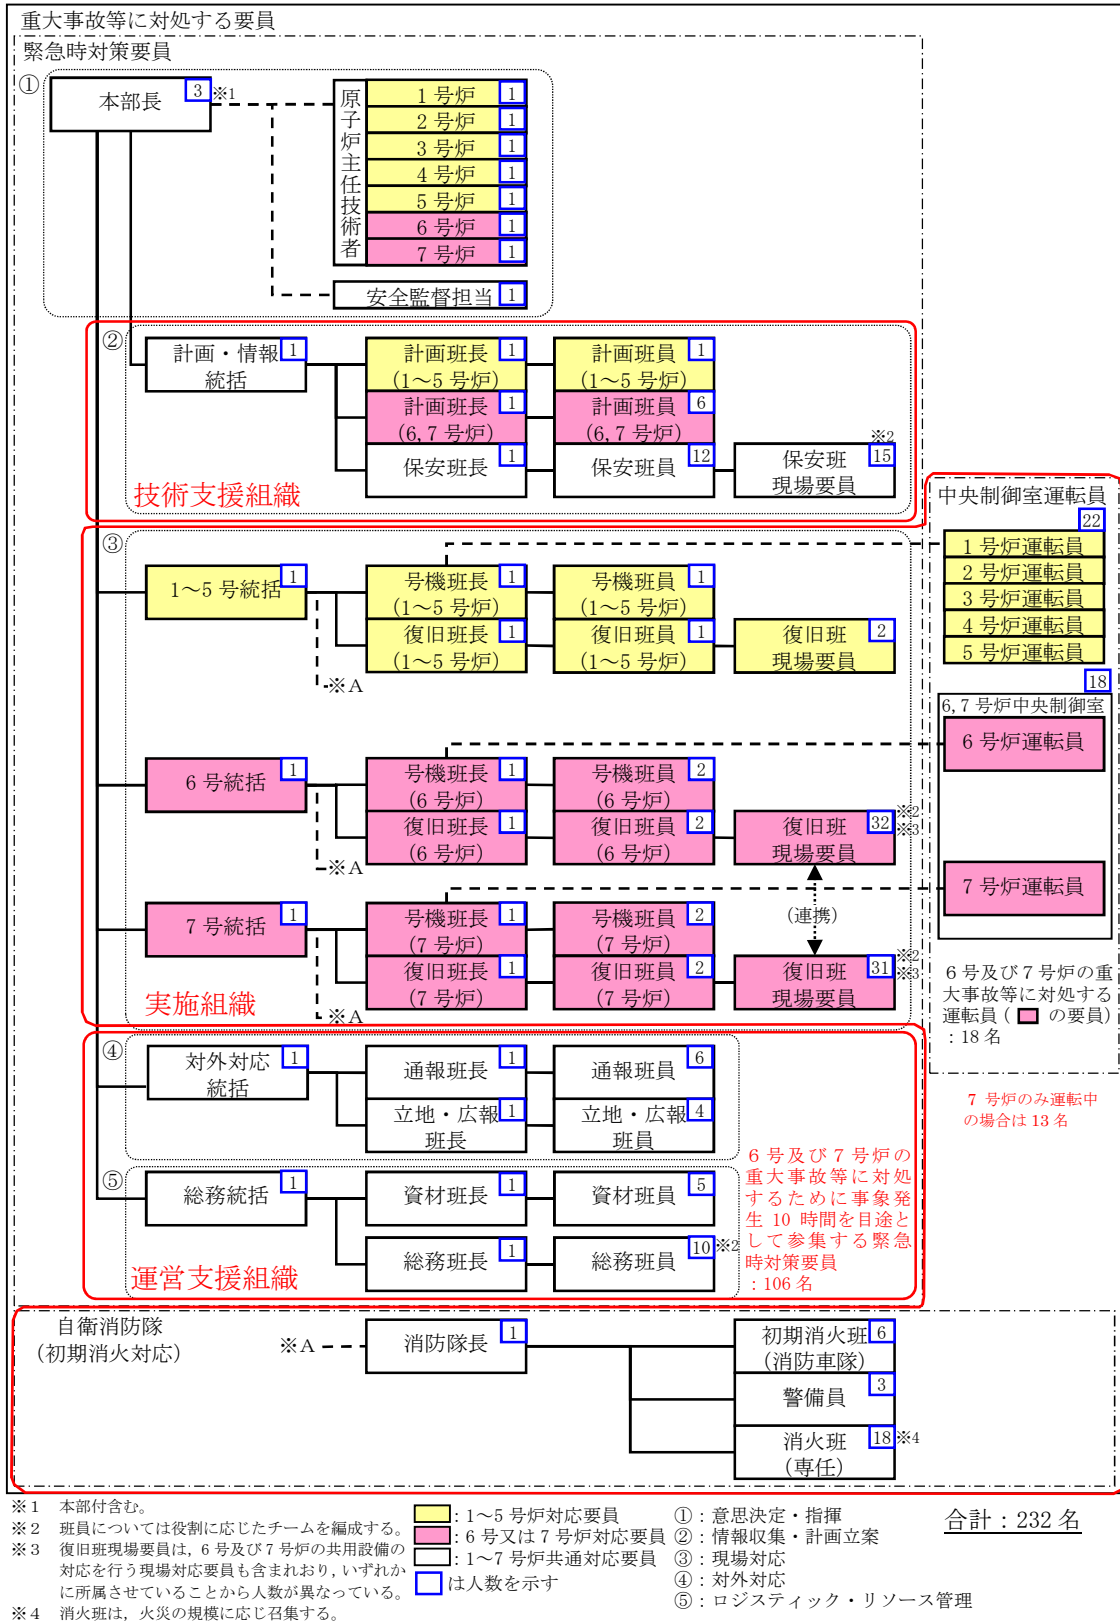 重大事故等に対処する要員
緊急時対策要員
①
本部長
3
※1
原子炉主任技術者
1号炉
1
2号炉
1
3号炉
1
4号炉
1
5号炉
1
6号炉
1
7号炉
1
安全監督担当
1
②
計画・情報
統括
1
計画班長
(1～5号炉)
1
計画班員
(1～5号炉)
1
計画班長
(6,7号炉)
1
計画班員
(6,7号炉)
6
保安班長
1
保安班員
12
保安班
現場要員
15
※2
技術支援組織
中央制御室運転員
22
1号炉運転員
2号炉運転員
3号炉運転員
4号炉運転員
5号炉運転員
18
6,7号炉中央制御室
6号炉運転員
7号炉運転員
6号及び7号炉の重
大事故等に対処する
運転員( の要員)
:18名
7 号炉のみ運転中
の場合は13名
③
1～5号統括
1
号機班長
(1～5号炉)
1
号機班員
(1～5号炉)
1
復旧班長
(1～5号炉)
1
復旧班員
(1～5号炉)
1
復旧班
現場要員
2
※A
6号統括
1
号機班長
(6号炉)
1
号機班員
(6号炉)
2
復旧班長
(6号炉)
1
復旧班員
(6号炉)
2
復旧班
現場要員
32
※2
※3
※A
(連携)
7号統括
1
号機班長
(7号炉)
1
号機班員
(7号炉)
2
復旧班長
(7号炉)
1
復旧班員
(7号炉)
2
復旧班
現場要員
31
※2
※3
※A
実施組織
④
対外対応
統括
1
通報班長
1
通報班員
6
立地・広報
班長
1
立地・広報
班員
4
⑤
総務統括
1
資材班長
1
資材班員
5
総務班長
1
総務班員
10
※2
運営支援組織
6号及び7号炉の
重大事故等に対処
するために事象発
生 10 時間を目途と
して参集する緊急
時対策要員
:106名
自衛消防隊
(初期消火対応)
※A
消防隊長
1
初期消火班
(消防車隊)
6
警備員
3
消火班
(専任)
18
※4
※1 本部付含む。
※2 班員については役割に応じたチームを編成する。
※3 復旧班現場要員は,6号及び7号炉の共用設備の
対応を行う現場対応要員も含まれおり,いずれか
に所属させていることから人数が異なっている。
※4 消火班は,火災の規模に応じ召集する。
:1～5号炉対応要員
:6号又は7号炉対応要員
:1～7号炉共通対応要員
は人数を示す
①:意思決定・指揮
②:情報収集・計画立案
③:現場対応
④:対外対応
⑤:ロジスティック・リソース管理
合計:232名